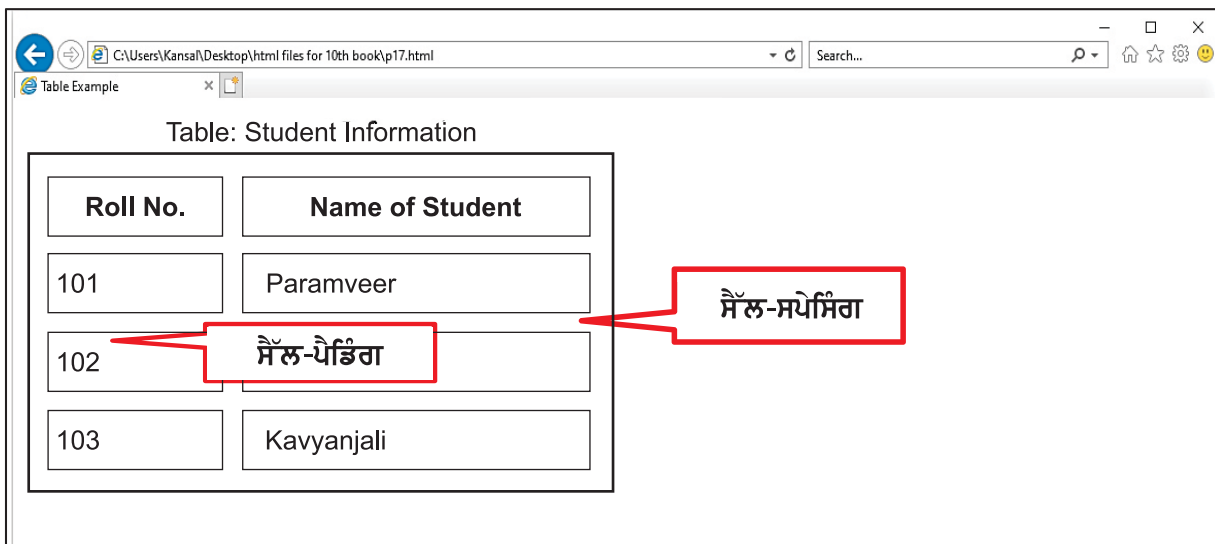 C:\Users\Kansal\Desktop\html files for 10th book\p17.html
Search...
Table Example
Table: Student Information
Roll No. Name of Student
101 Paramveer
ਸੈੱਲ-ਸਪੇਸਿੰਗ
102 ਸੈੱਲ-ਪੈਡਿੰਗ
103 Kavyanjali